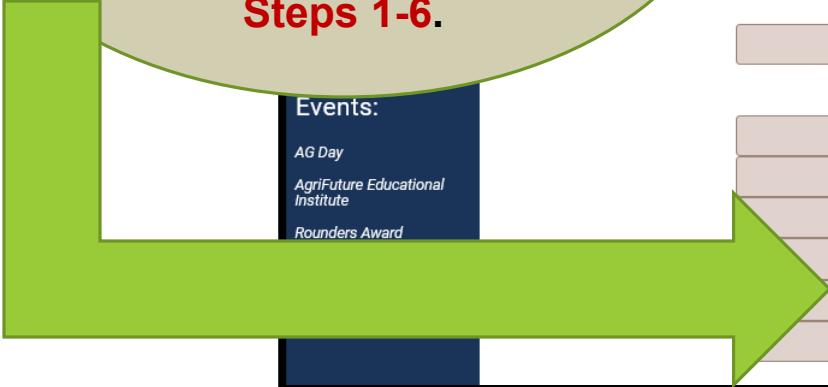 Steps 1-6.
Events:
AG Day
AgriFuture Educational
Institute
Rounders Award